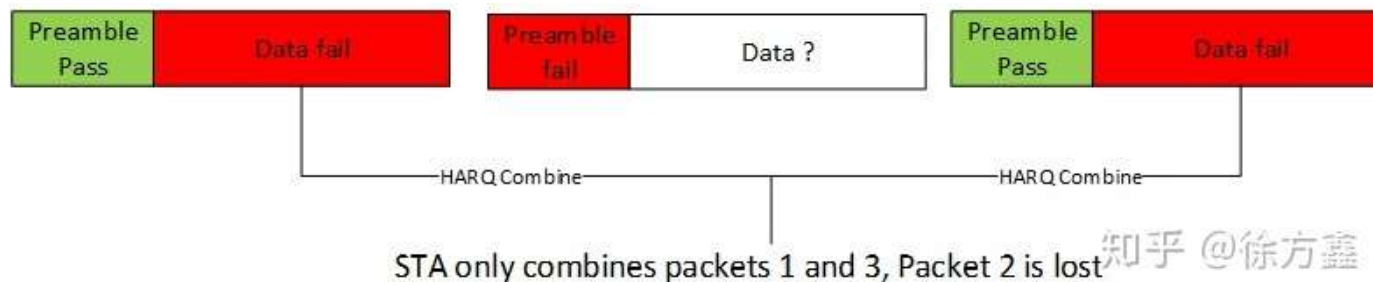 Preamble
Pass
Data fail
Preamble
fail
Data ?
Preamble
Pass
Data fail
HARQ Combine
HARQ Combine
STA only combines packets 1 and 3, Packet 2 is lost
知乎 @徐方鑫